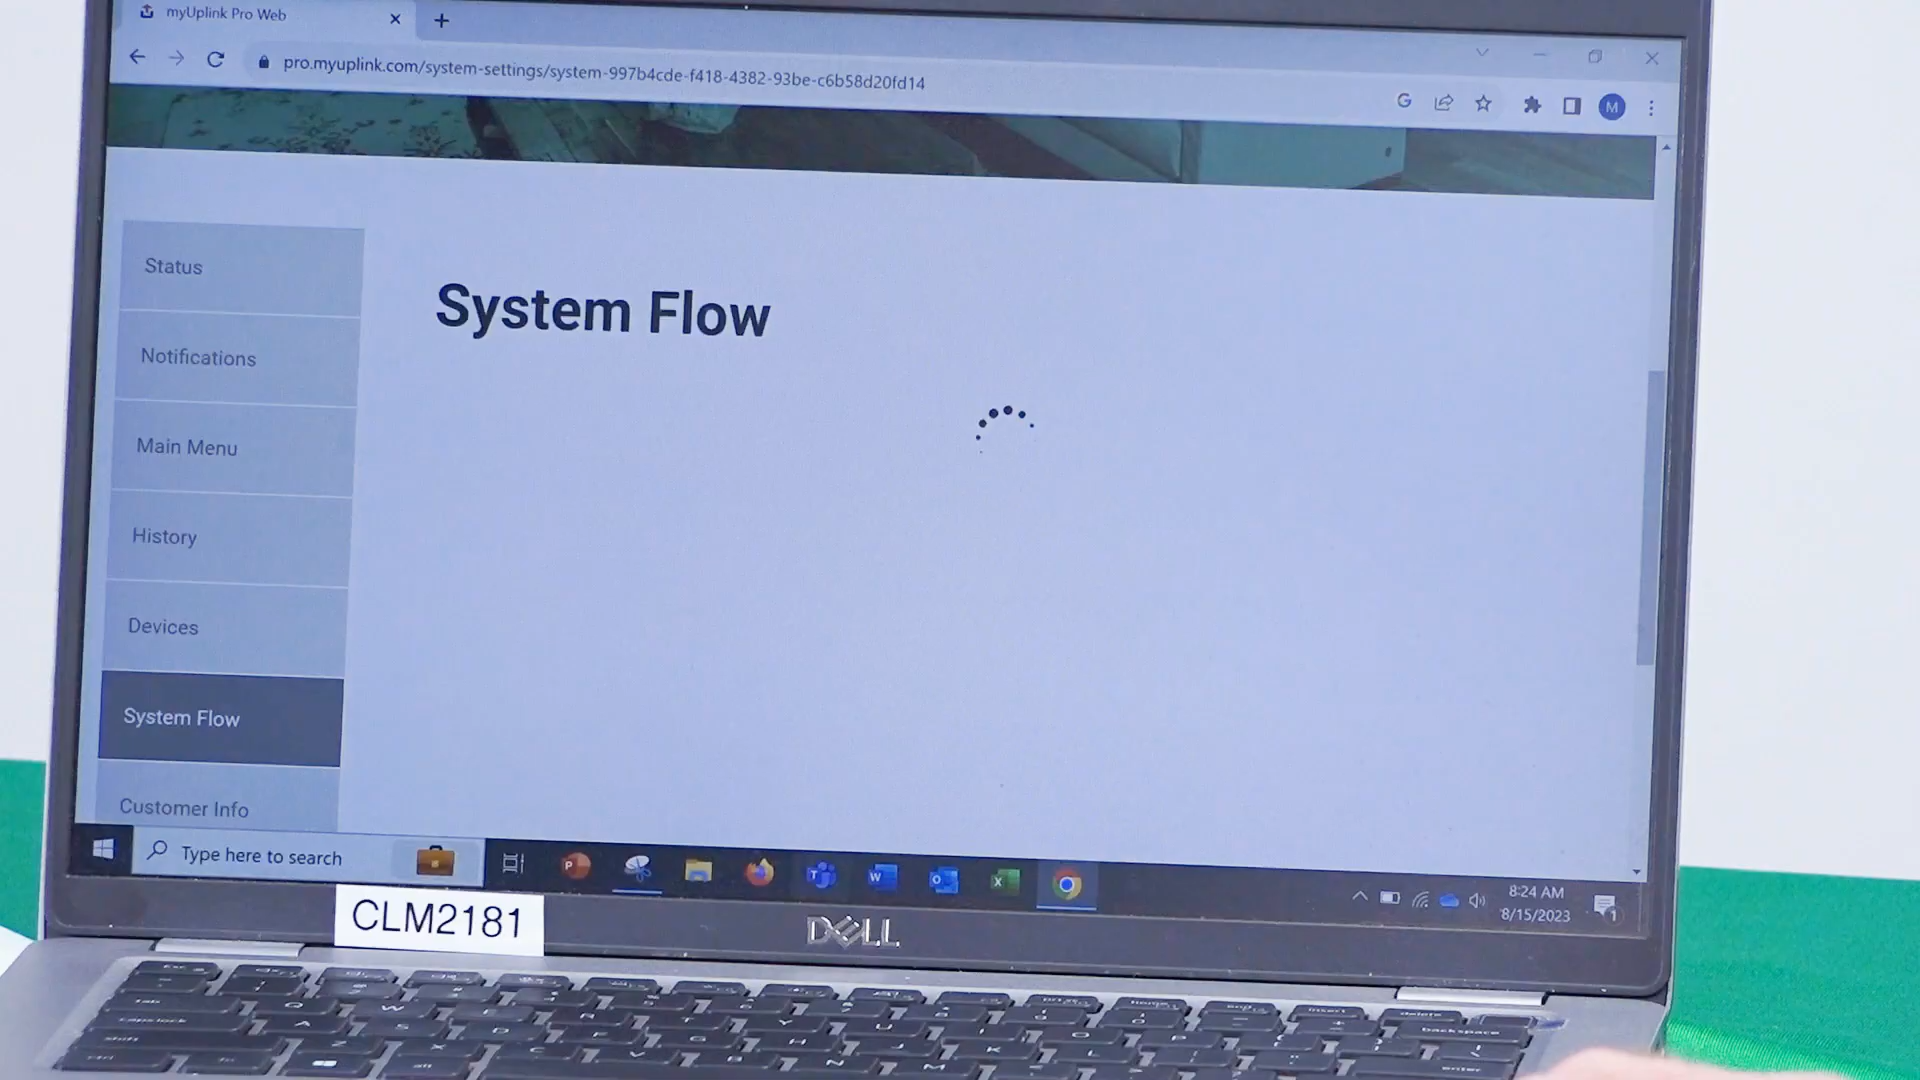 myUplink Pro Web
pro.myuplink.com/system-settings/system-997b4cde-f418-4382-93be-c6b58d20fd14
G
M
Status
Notifications
Main Menu
History
Devices
System Flow
Customer Info
System Flow
Type here to search
8:24 AM
8/15/2023
1
CLM2181
DELL